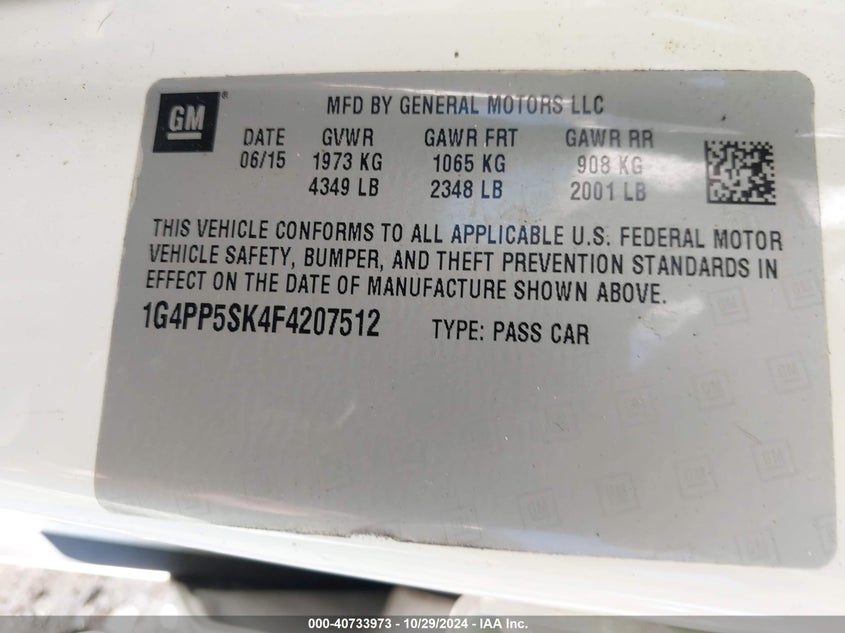 GM®
MFD BY GENERAL MOTORS LLC
DATE GVWR GAWR FRT GAWR RR
06/15 1973 KG 1065 KG 908 KG
4349 LB 2348 LB 2001 LB
THIS VEHICLE CONFORMS TO ALL APPLICABLE U.S. FEDERAL MOTOR
VEHICLE SAFETY, BUMPER, AND THEFT PREVENTION STANDARDS IN
EFFECT ON THE DATE OF MANUFACTURE SHOWN ABOVE.
1G4PP5SK4F4207512 TYPE: PASS CAR
000-40733973 - 10/29/2024 - IAA Inc.